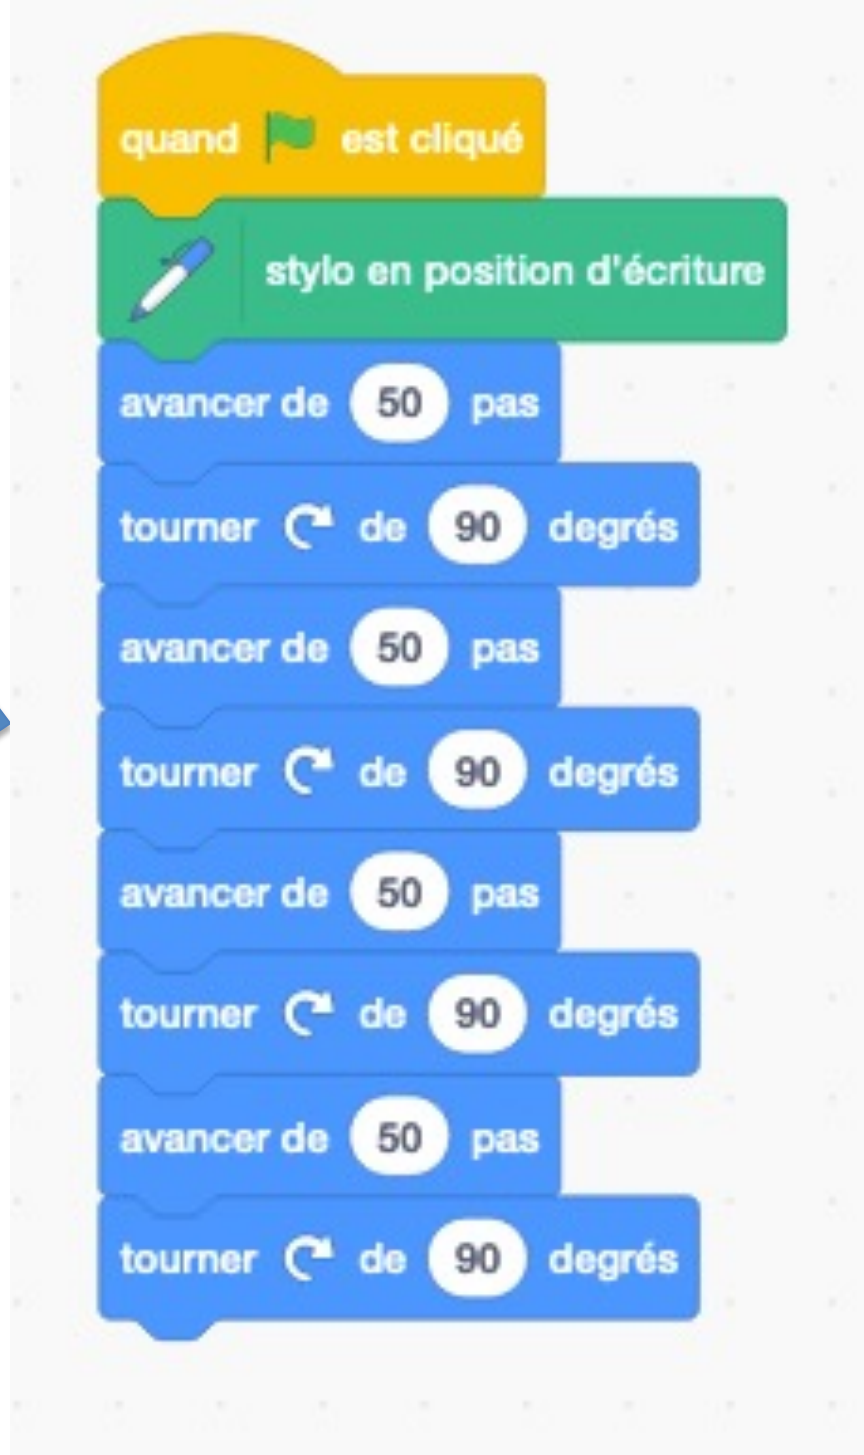 quand est cliqué
stylo en position d'écriture
avancer de 50 pas
tourner de 90 degrés
avancer de 50 pas
tourner de 90 degrés
avancer de 50 pas
tourner de 90 degrés
avancer de 50 pas
tourner de 90 degrés